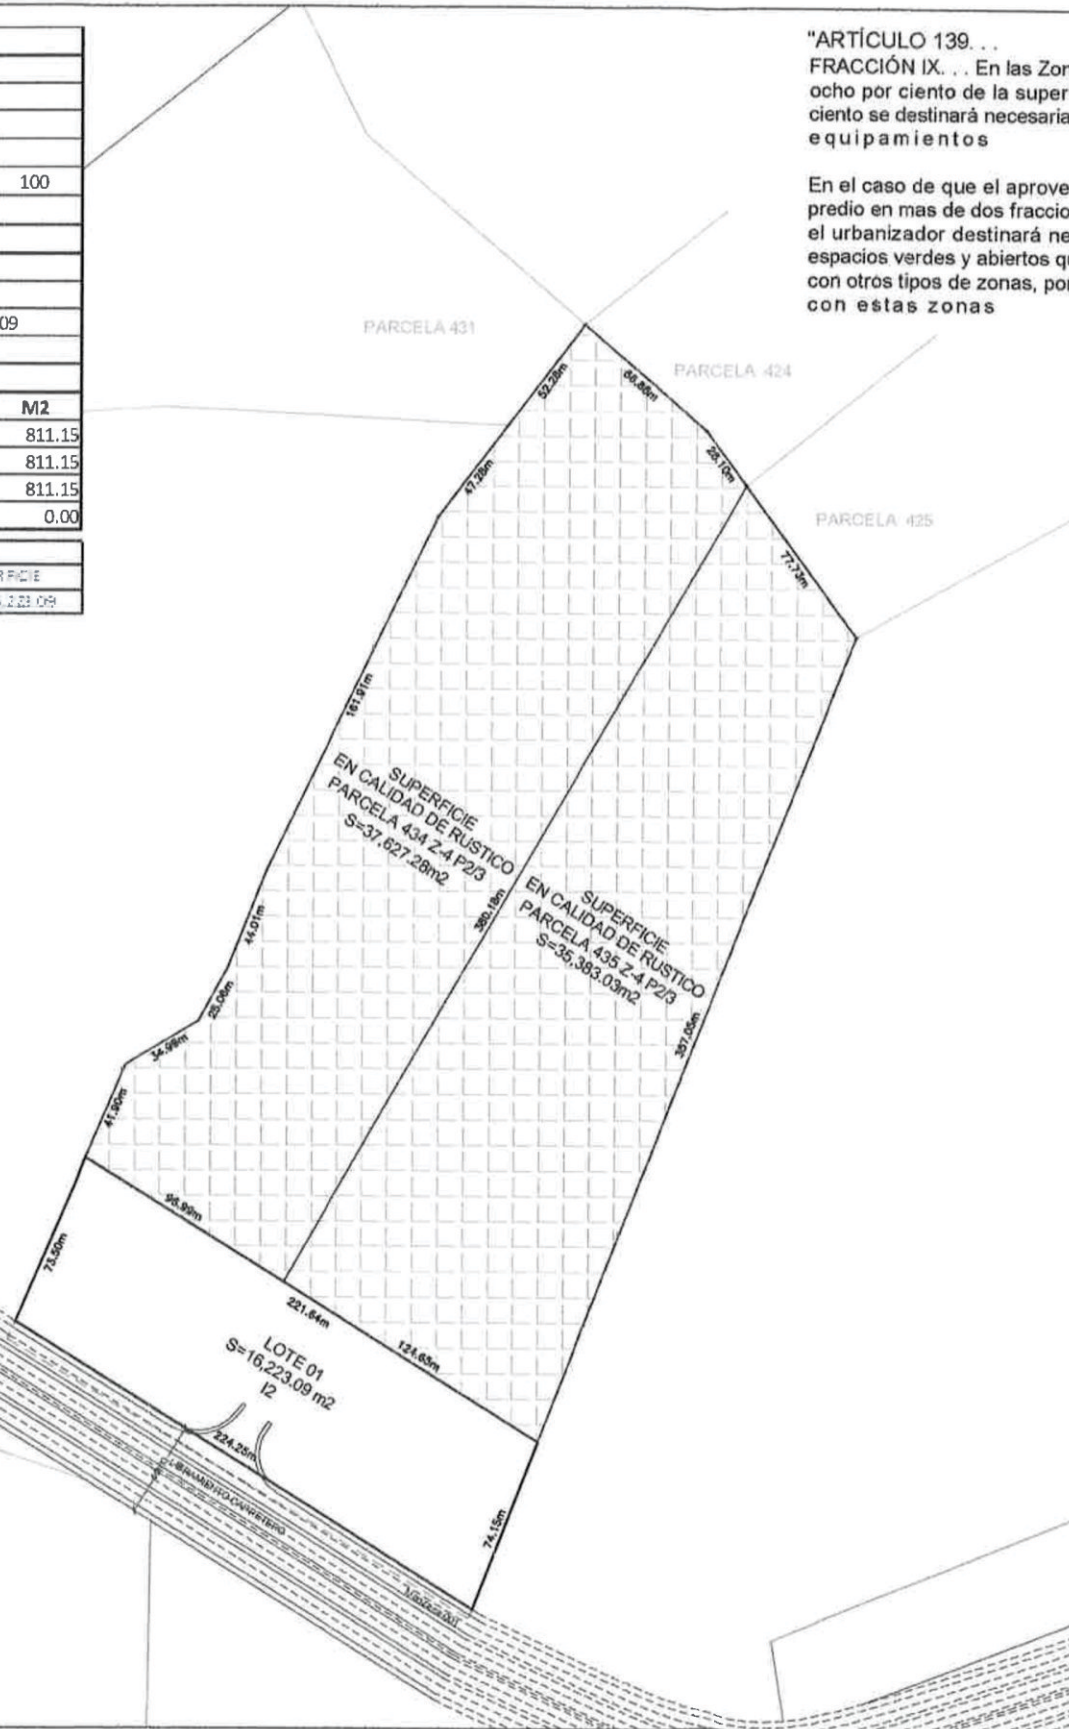 100
09
M2
811.15
811.15
811.15
0.00
"ARTÍCULO 139. . .
FRACCIÓN IX. . . En las Zon
ocho por ciento de la super
ciento se destinará necesaria
equipamientos
En el caso de que el aprove
predio en mas de dos fraccio
el urbanizador destinará ne
espacios verdes y abiertos qu
con otros tipos de zonas, por
con estas zonas
PARCELA 431
PARCELA 424
PARCELA 425
52.28m
66.86m
47.28m
28.10m
77.73m
161.91m
SUPERFICIE
EN CALIDAD DE RUSTICO
PARCELA 434 Z-4 P2/3
S=37,627.28m2
380.18m
SUPERFICIE
EN CALIDAD DE RUSTICO
PARCELA 435 Z-4 P2/3
S=35,383.03m2
44.01m
25.06m
34.98m
41.90m
357.05m
73.50m
96.99m
221.64m
124.65m
LOTE 01
S=16,223.09 m2
I2
224.25m
LIBRAMIENTO CARRETERO
74.15m